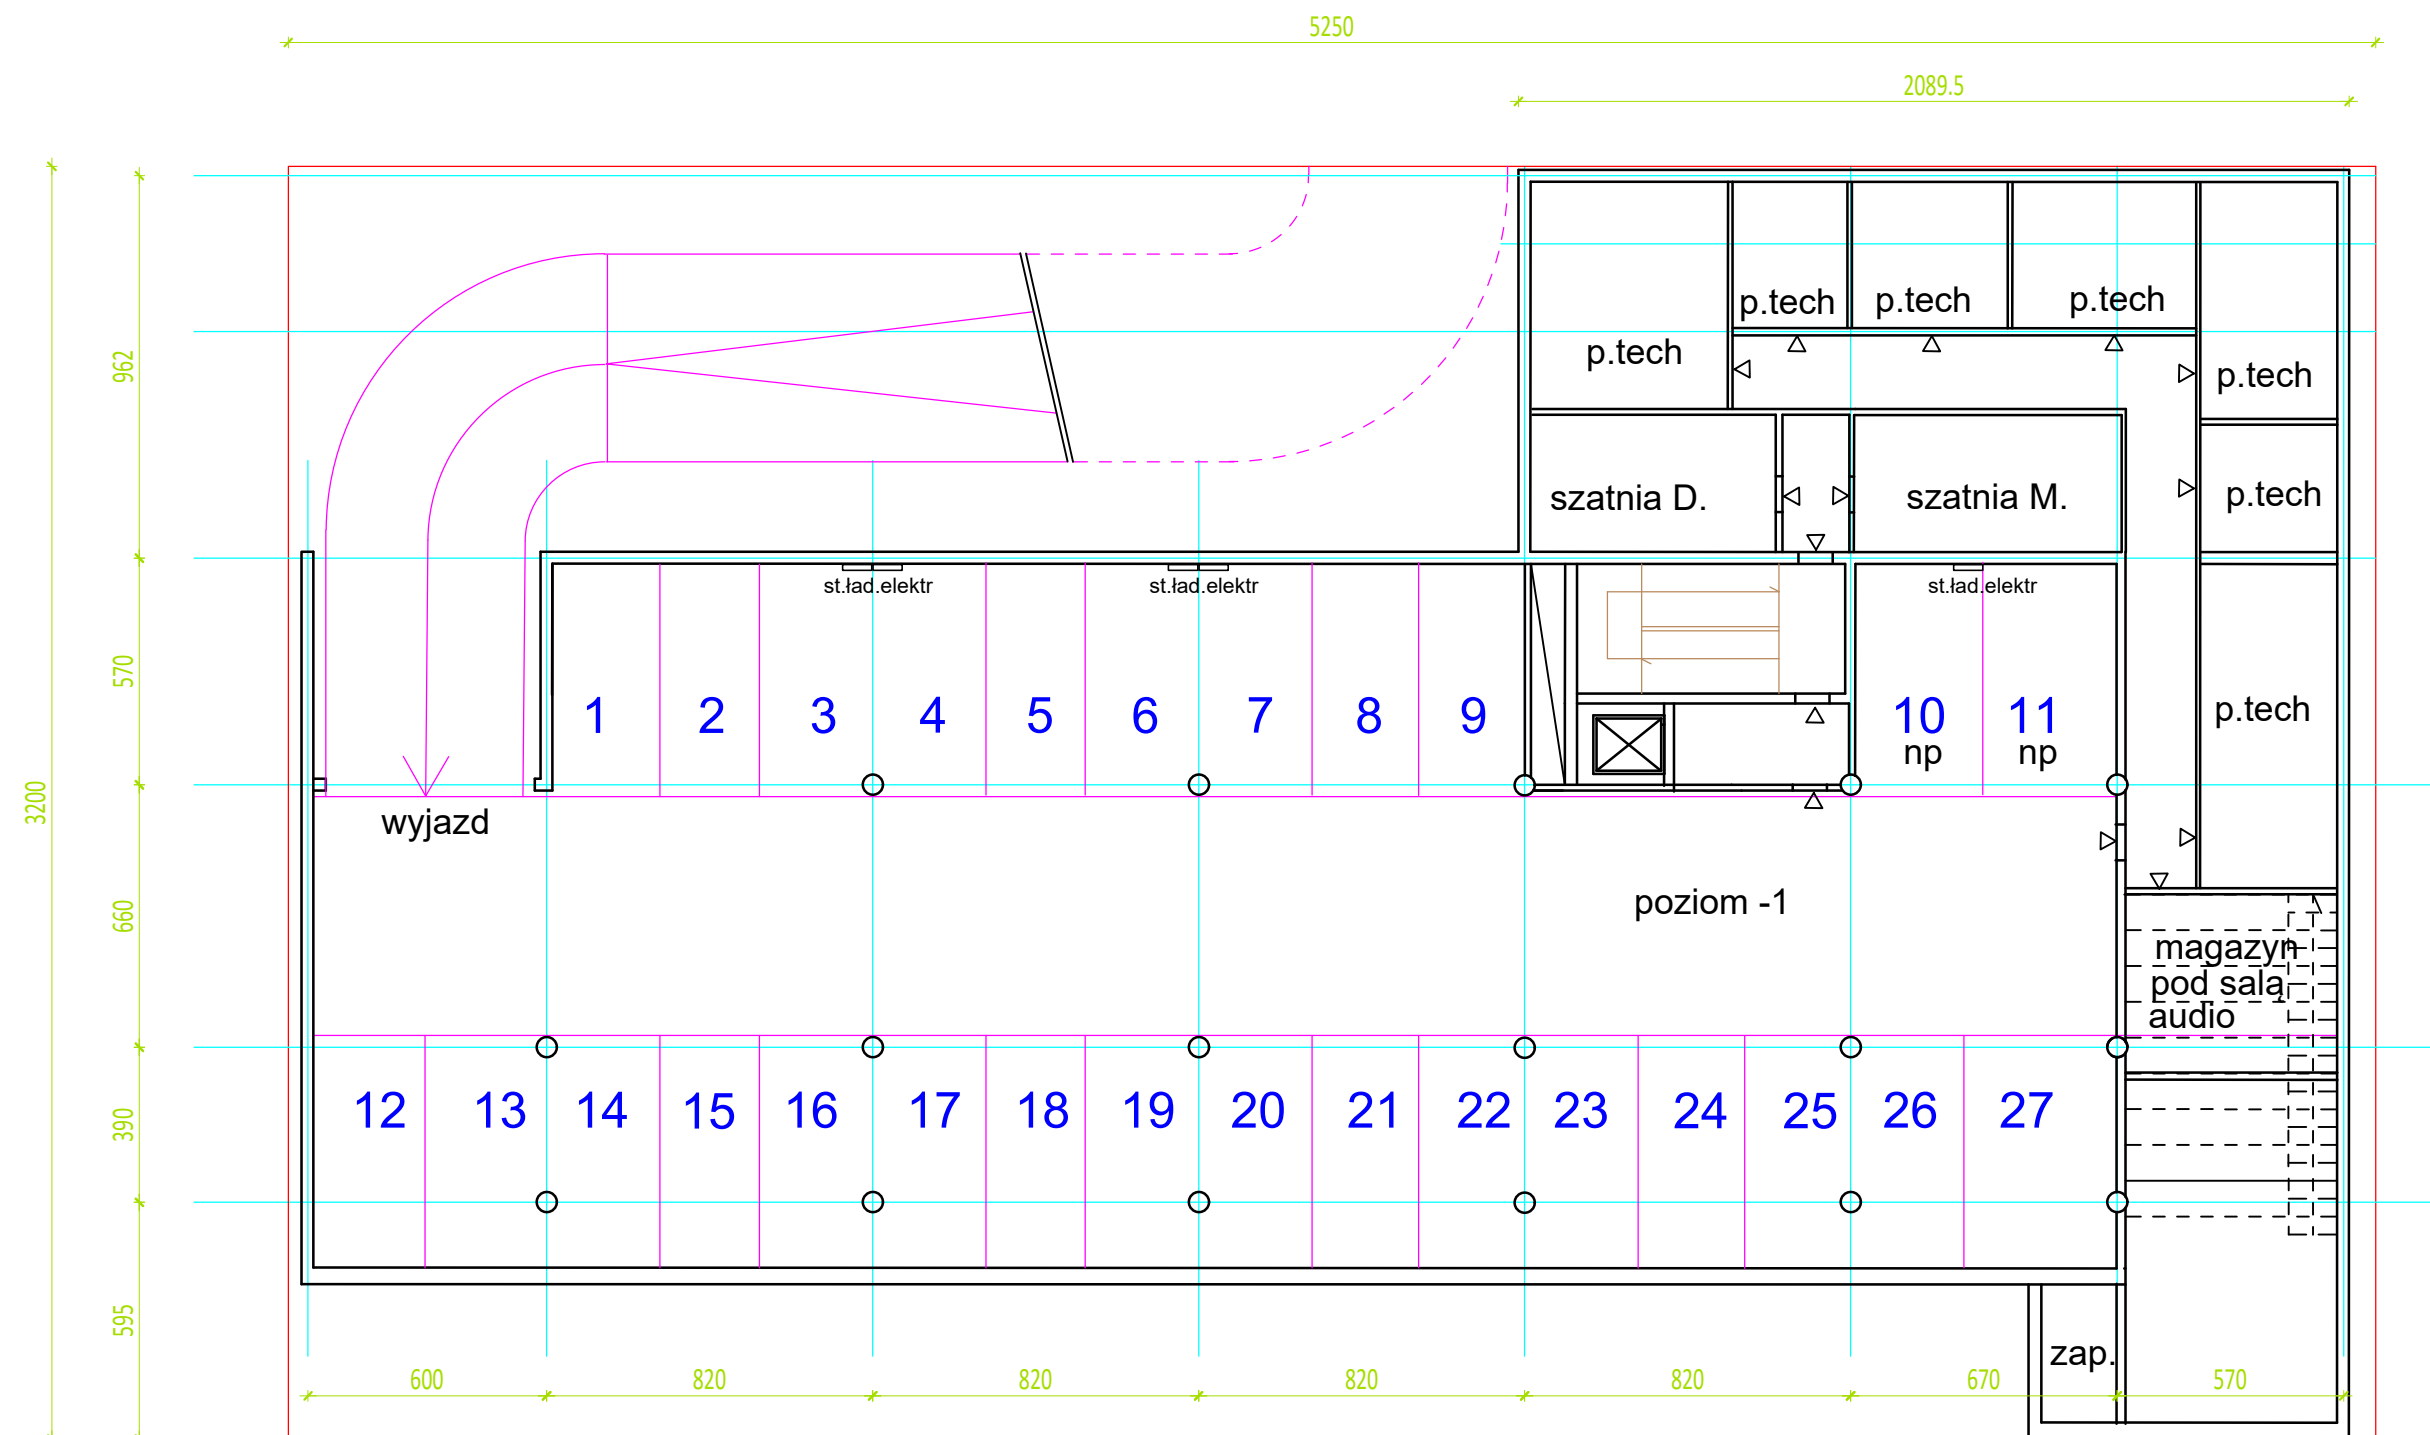 5250
2089.5
962
570
3200
660
390
595
p.tech
p.tech
p.tech
p.tech
p.tech
szatnia D.
szatnia M.
p.tech
st.ład.elektr
st.ład.elektr
st.ład.elektr
1
2
3
4
5
6
7
8
9
10
np
11
np
p.tech
wyjazd
poziom -1
magazyn
pod salą
audio
12
13
14
15
16
17
18
19
20
21
22
23
24
25
26
27
zap.
600
820
820
820
820
670
570